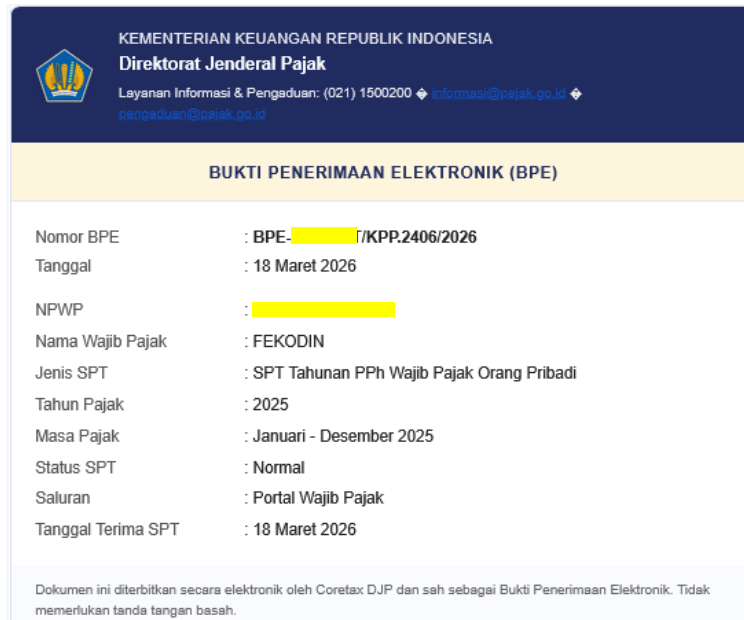 KEMENTERIAN KEUANGAN REPUBLIK INDONESIA
Direktorat Jenderal Pajak
Layanan Informasi & Pengaduan: (021) 1500200 � informasi@pajak.go.id �
pengaduan@pajak.go.id
BUKTI PENERIMAAN ELEKTRONIK (BPE)
Nomor BPE : BPE- /KPP.2406/2026
Tanggal : 18 Maret 2026
NPWP :
Nama Wajib Pajak : FEKODIN
Jenis SPT : SPT Tahunan PPh Wajib Pajak Orang Pribadi
Tahun Pajak : 2025
Masa Pajak : Januari - Desember 2025
Status SPT : Normal
Saluran : Portal Wajib Pajak
Tanggal Terima SPT : 18 Maret 2026
Dokumen ini diterbitkan secara elektronik oleh Coretax DJP dan sah sebagai Bukti Penerimaan Elektronik. Tidak
memerlukan tanda tangan basah.